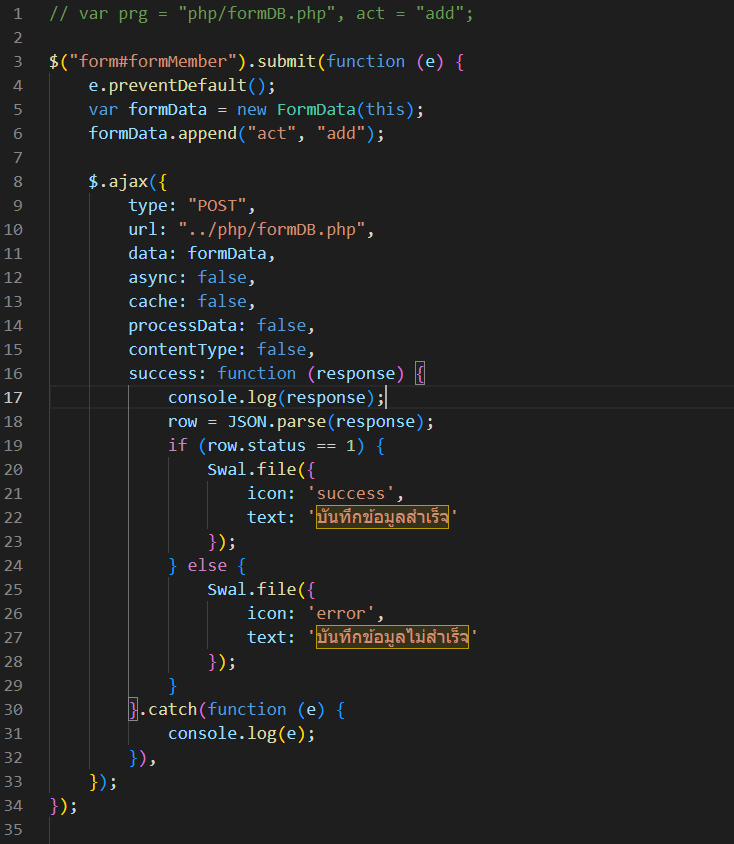 1 // var prg = "php/formDB.php", act = "add";
2
3 $("form#formMember").submit(function (e) {
4     e.preventDefault();
5     var formData = new FormData(this);
6     formData.append("act", "add");
7
8     $.ajax({
9         type: "POST",
10         url: "../php/formDB.php",
11         data: formData,
12         async: false,
13         cache: false,
14         processData: false,
15         contentType: false,
16         success: function (response) {
17             console.log(response);
18             row = JSON.parse(response);
19             if (row.status == 1) {
20                 Swal.file({
21                     icon: 'success',
22                     text: 'บันทึกข้อมูลสำเร็จ'
23                 });
24             } else {
25                 Swal.file({
26                     icon: 'error',
27                     text: 'บันทึกข้อมูลไม่สำเร็จ'
28                 });
29             }
30         }.catch(function (e) {
31             console.log(e);
32         }),
33     });
34 });
35